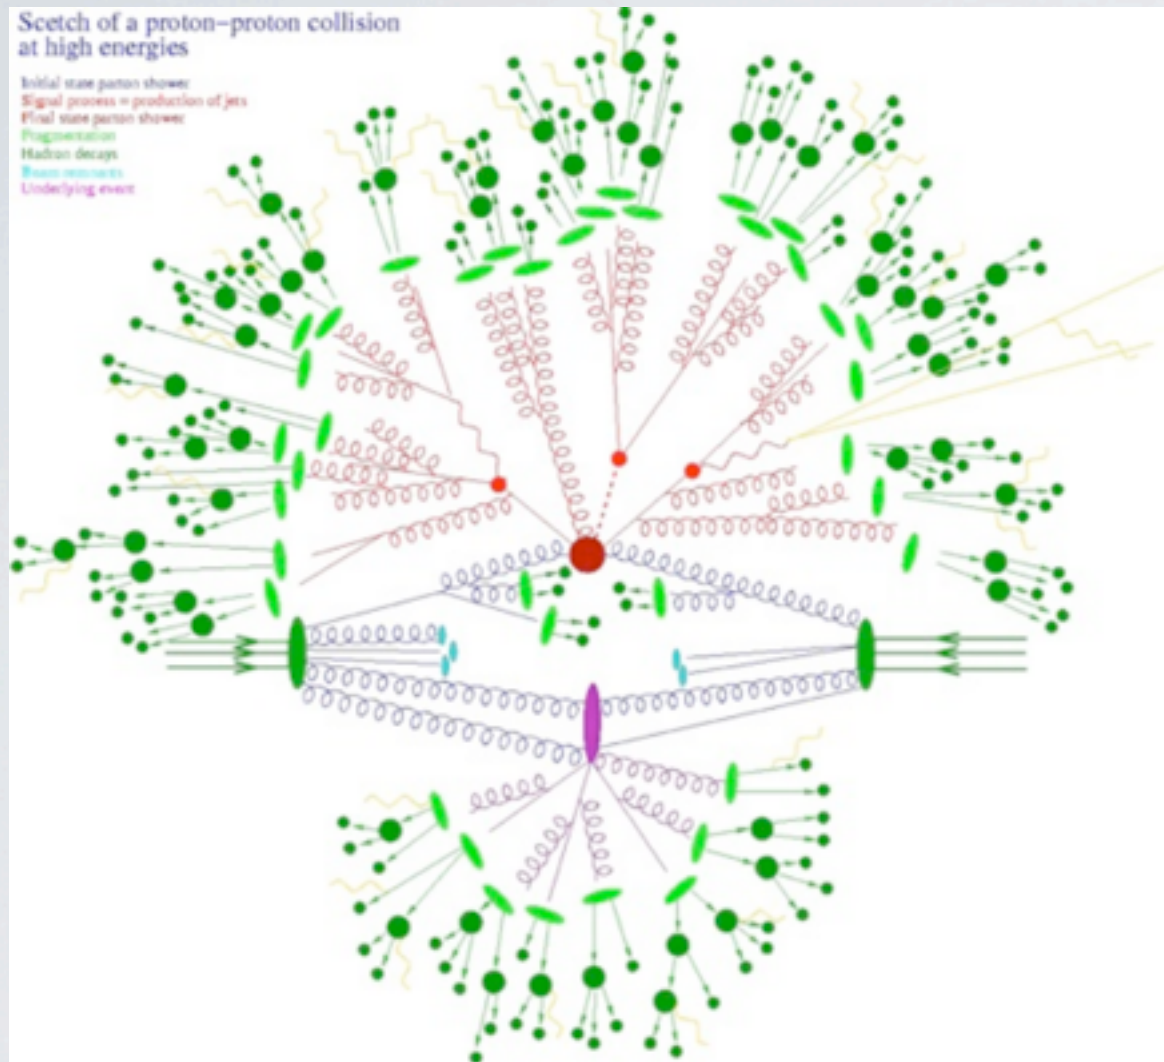 Scetch of a proton-proton collision
at high energies
Initial state parton shower
Signal process = production of jets
Final state parton shower
Fragmentation
Hadron decays
Beam remnants
Underlying event